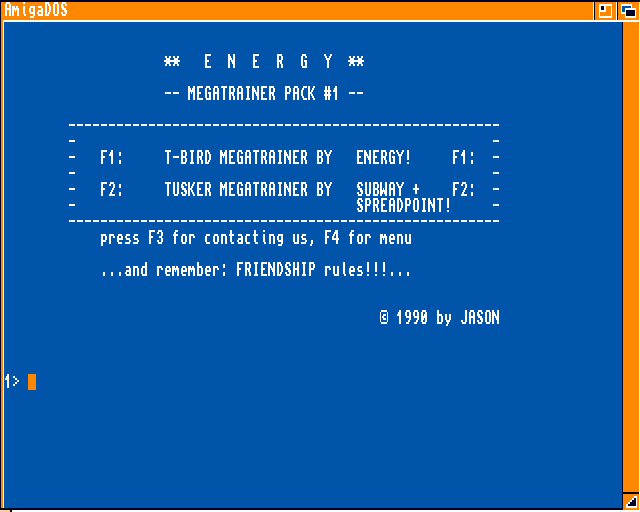 AmigaDOS
** E N E R G Y **
-- MEGATRAINER PACK #1 --
------------------------------------------------------
- -
- F1: T-BIRD MEGATRAINER BY ENERGY! F1: -
- -
- F2: TUSKER MEGATRAINER BY SUBWAY + F2: -
- SPREADPOINT! -
------------------------------------------------------
press F3 for contacting us, F4 for menu
...and remember: FRIENDSHIP rules!!!...
© 1990 by JASON
1>